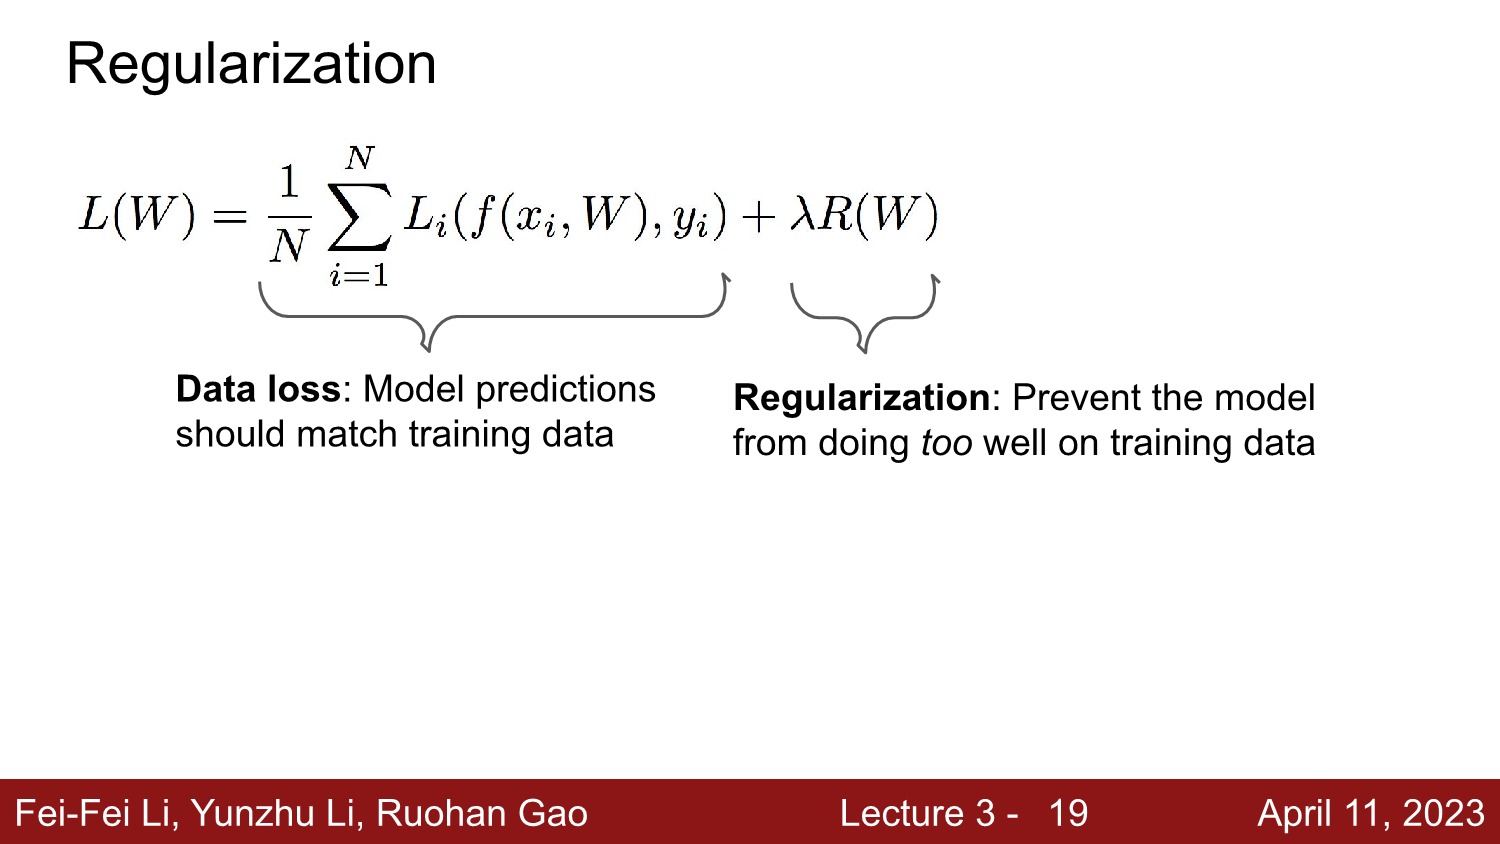 Regularization
L(W) = \frac{1}{N} \sum_{i=1}^{N} L_i(f(x_i, W), y_i) + λR(W)
Data loss: Model predictions
should match training data
Regularization: Prevent the model
from doing too well on training data
Fei-Fei Li, Yunzhu Li, Ruohan Gao
Lecture 3 - 19
April 11, 2023